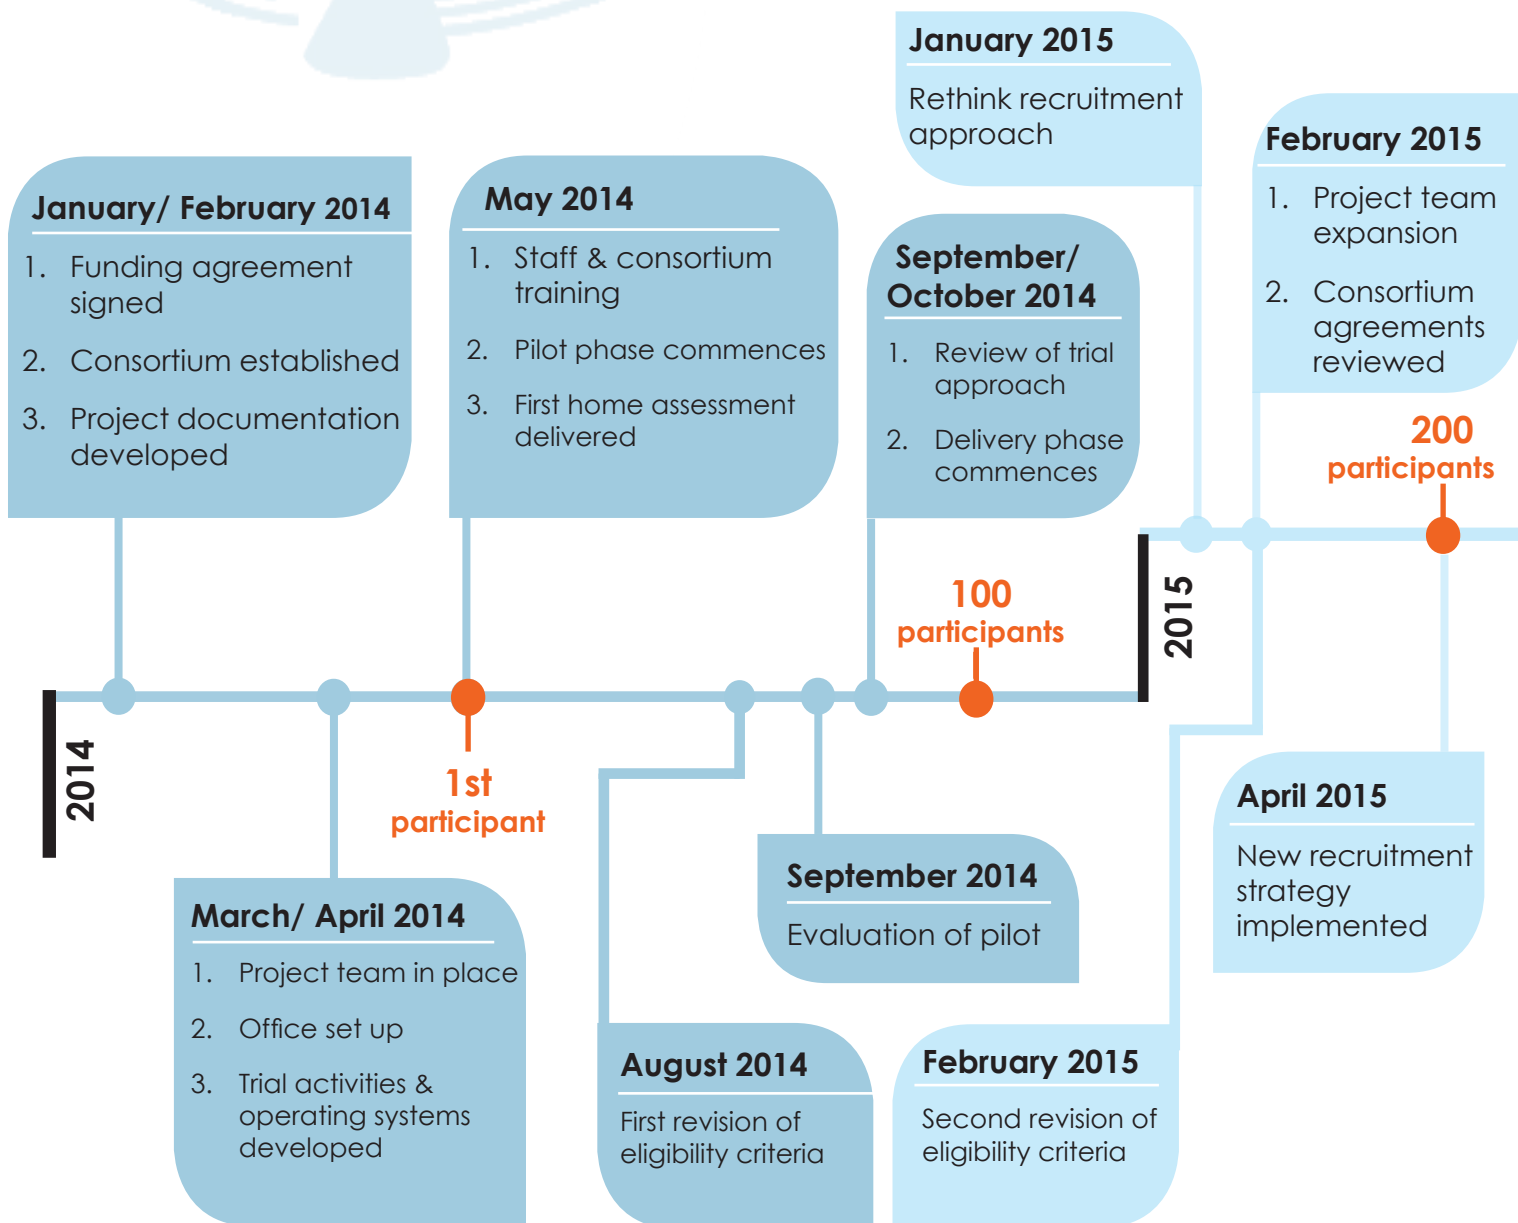 January/ February 2014
1. Funding agreement
signed
2. Consortium established
3. Project documentation
developed
May 2014
1. Staff & consortium
training
2. Pilot phase commences
3. First home assessment
delivered
September/
October 2014
1. Review of trial
approach
2. Delivery phase
commences
January 2015
Rethink recruitment
approach
February 2015
1. Project team
expansion
2. Consortium
agreements
reviewed
200
participants
100
participants
2015
2014
1st
participant
March/ April 2014
1. Project team in place
2. Office set up
3. Trial activities &
operating systems
developed
August 2014
First revision of
eligibility criteria
September 2014
Evaluation of pilot
February 2015
Second revision of
eligibility criteria
April 2015
New recruitment
strategy
implemented